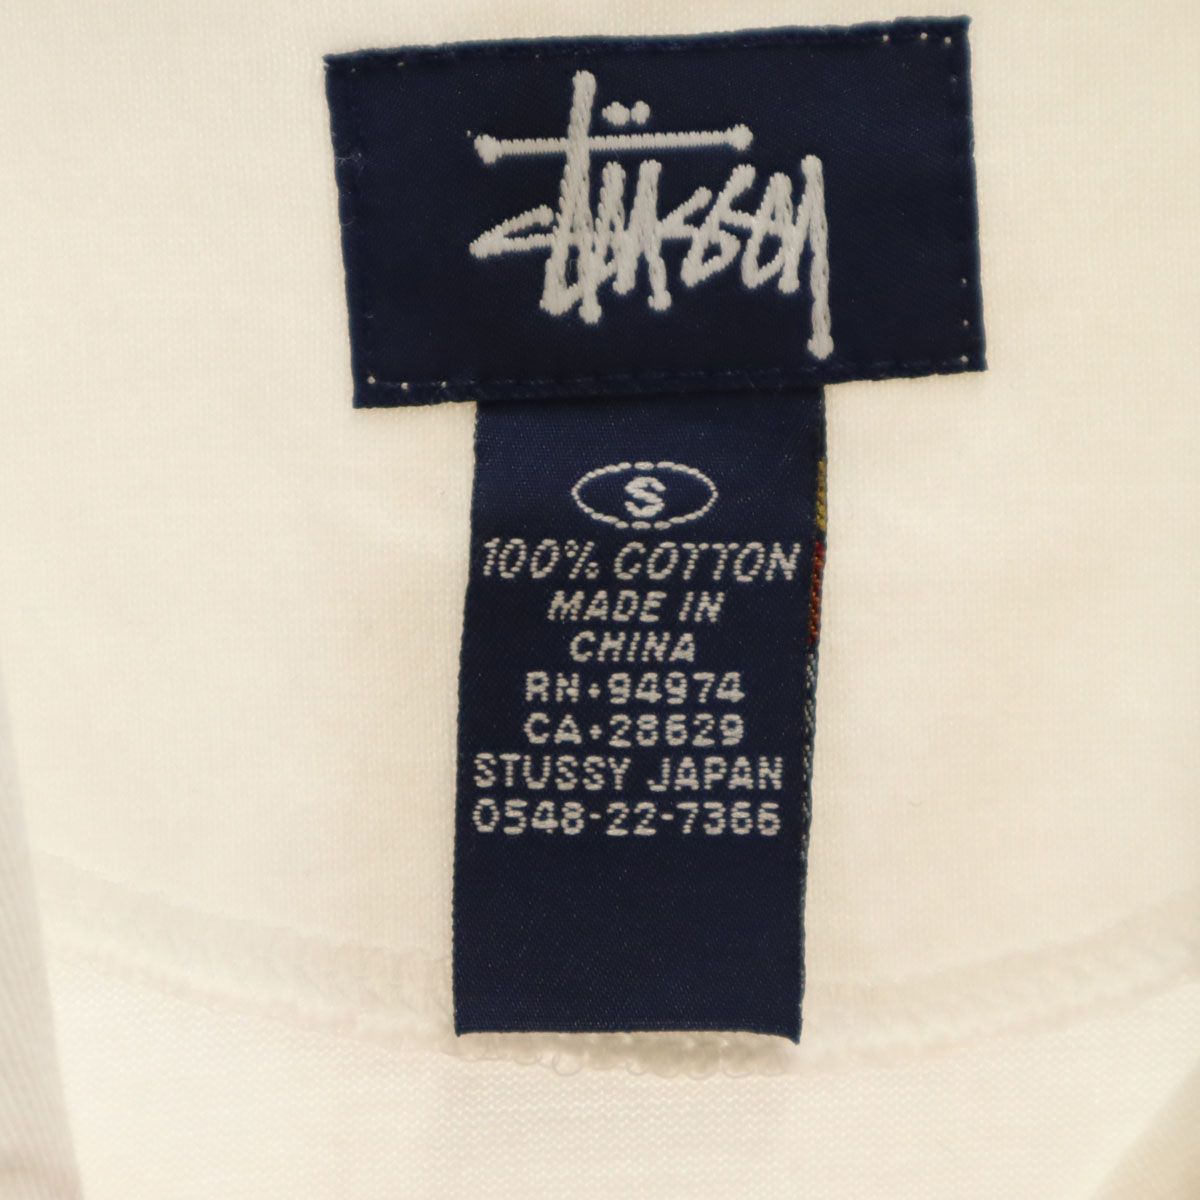 Stüssy
S
100% COTTON
MADE IN
CHINA
RN•94974
CA•28629
STUSSY JAPAN
0548-22-7366